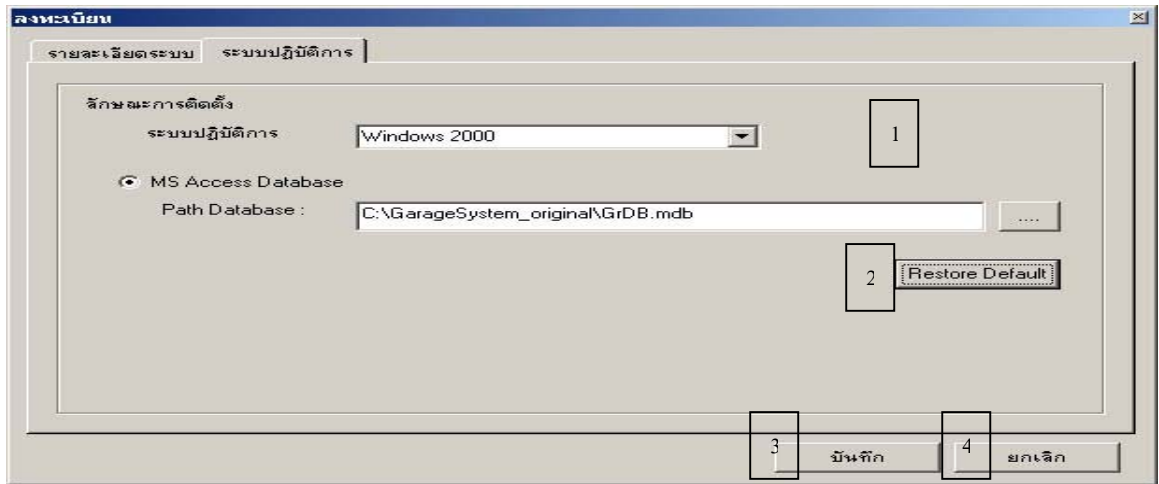 ลงทะเบียน
รายละเอียดระบบ ระบบปฏิบัติการ
ลักษณะการติดตั้ง
ระบบปฏิบัติการ Windows 2000 1
MS Access Database
Path Database : C:\GarageSystem_original\GrDB.mdb ....
2 Restore Default
3 บันทึก 4 ยกเลิก